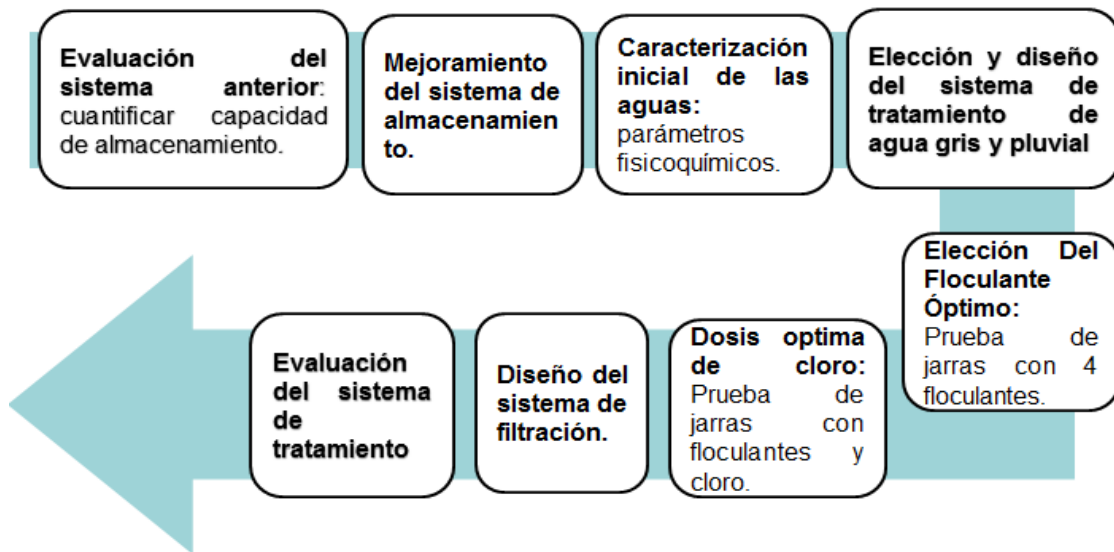 Evaluación del
sistema anterior:
cuantificar capacidad
de almacenamiento.
Mejoramiento
del sistema de
almacenamien
to.
Caracterización
inicial de las
aguas:
parámetros
fisicoquímicos.
Elección y diseño
del sistema de
tratamiento de
agua gris y pluvial
Elección Del
Floculante
Óptimo:
Prueba de
jarras con 4
floculantes.
Dosis optima
de cloro:
Prueba de
jarras con
floculantes y
cloro.
Diseño del
sistema de
filtración.
Evaluación
del sistema
de
tratamiento